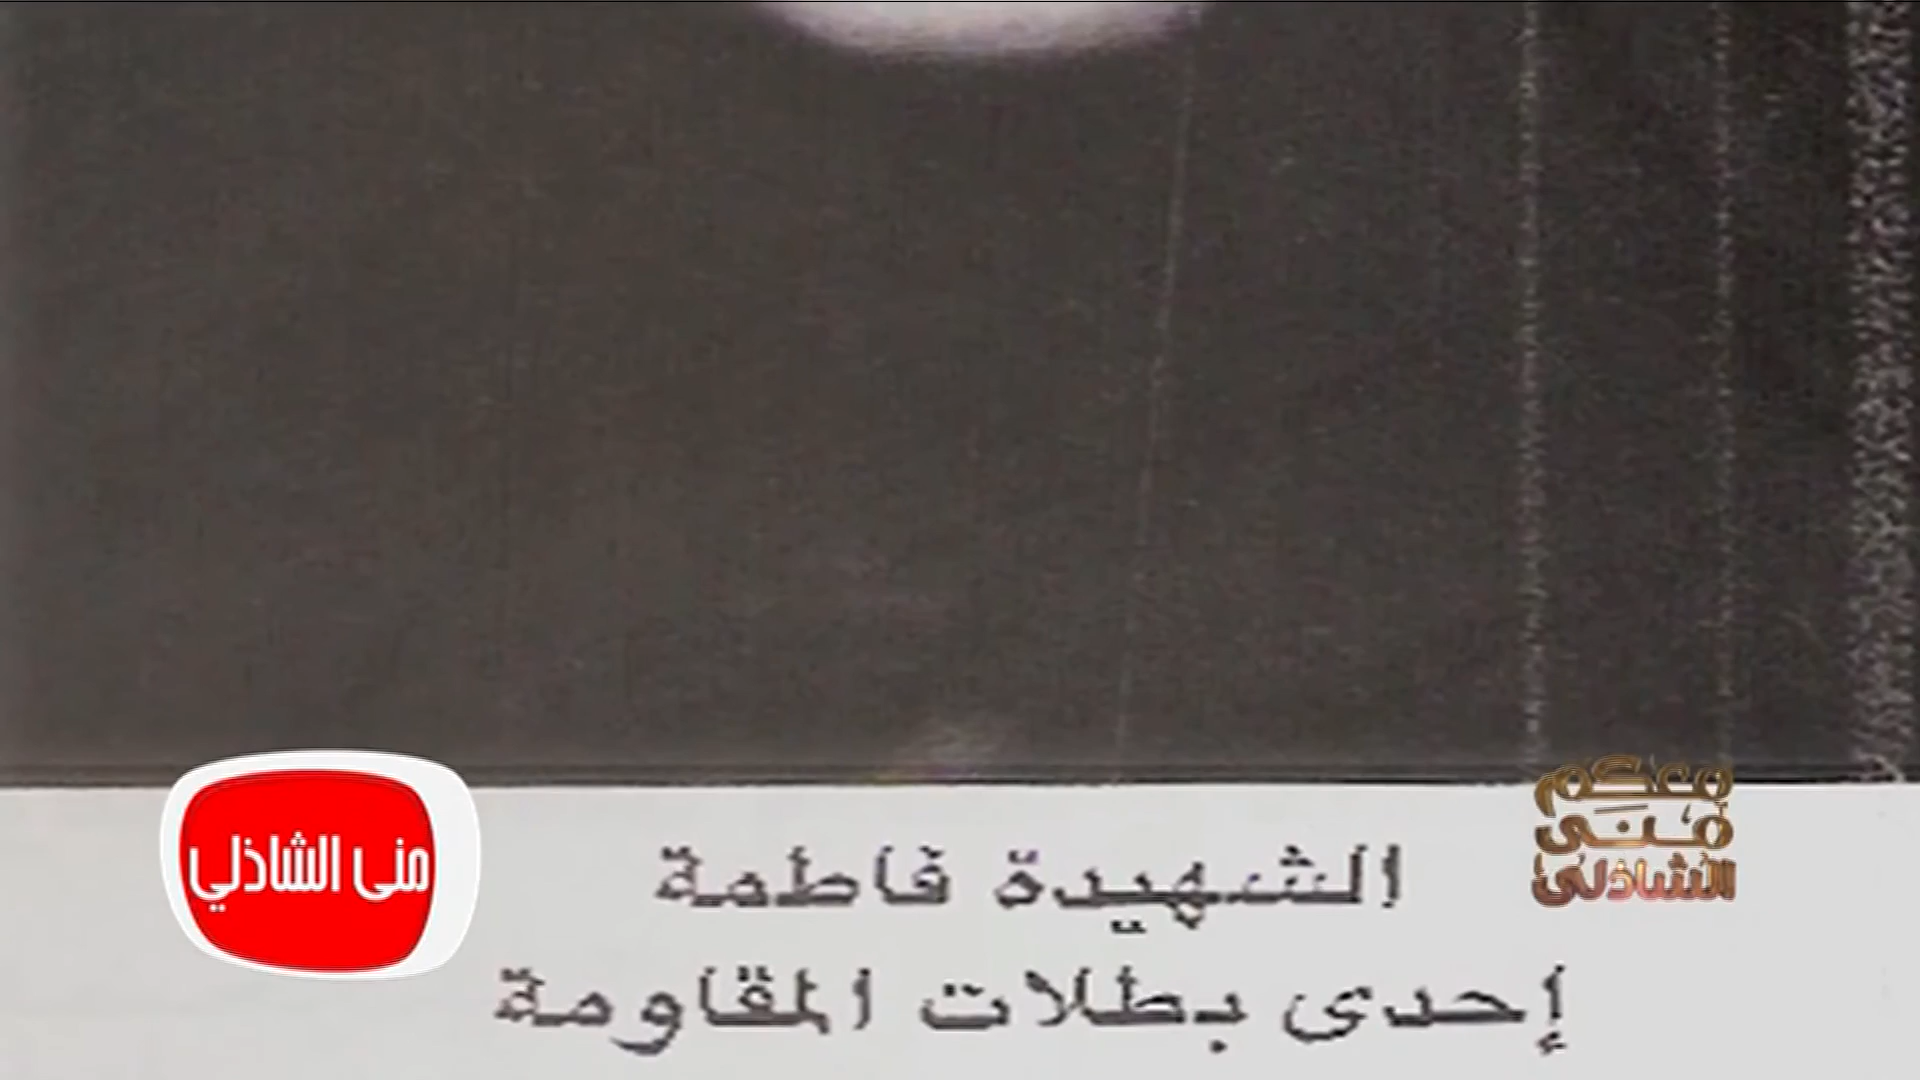 معكم
منى
الشاذلي
منى الشاذلي
الشهيدة فاطمة
إحدى بطلات المقاومة